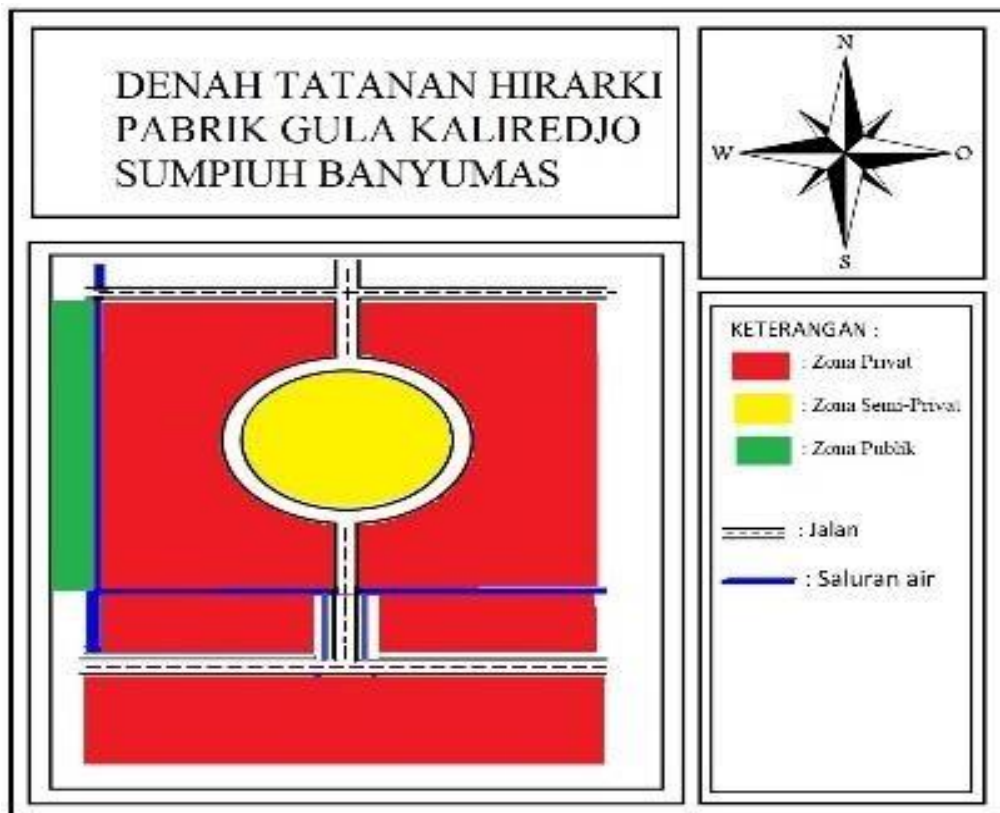 DENAH TATANAN HIRARKI
PABRIK GULA KALIREDJO
SUMPIUH BANYUMAS
N
W
O
S
KETERANGAN :
: Zona Privat
: Zona Semi-Privat
: Zona Publik
: Jalan
: Saluran air